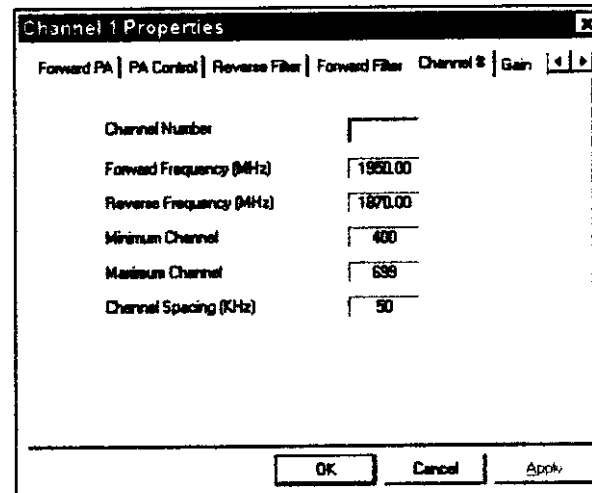 Channel 1 Properties
Forward PA PA Control Reverse Filter Forward Filter Channel # Gain
Channel Number
Forward Frequency (MHz) 1950.00
Reverse Frequency (MHz) 1870.00
Minimum Channel 400
Maximum Channel 699
Channel Spacing (KHz) 50
OK Cancel Apply